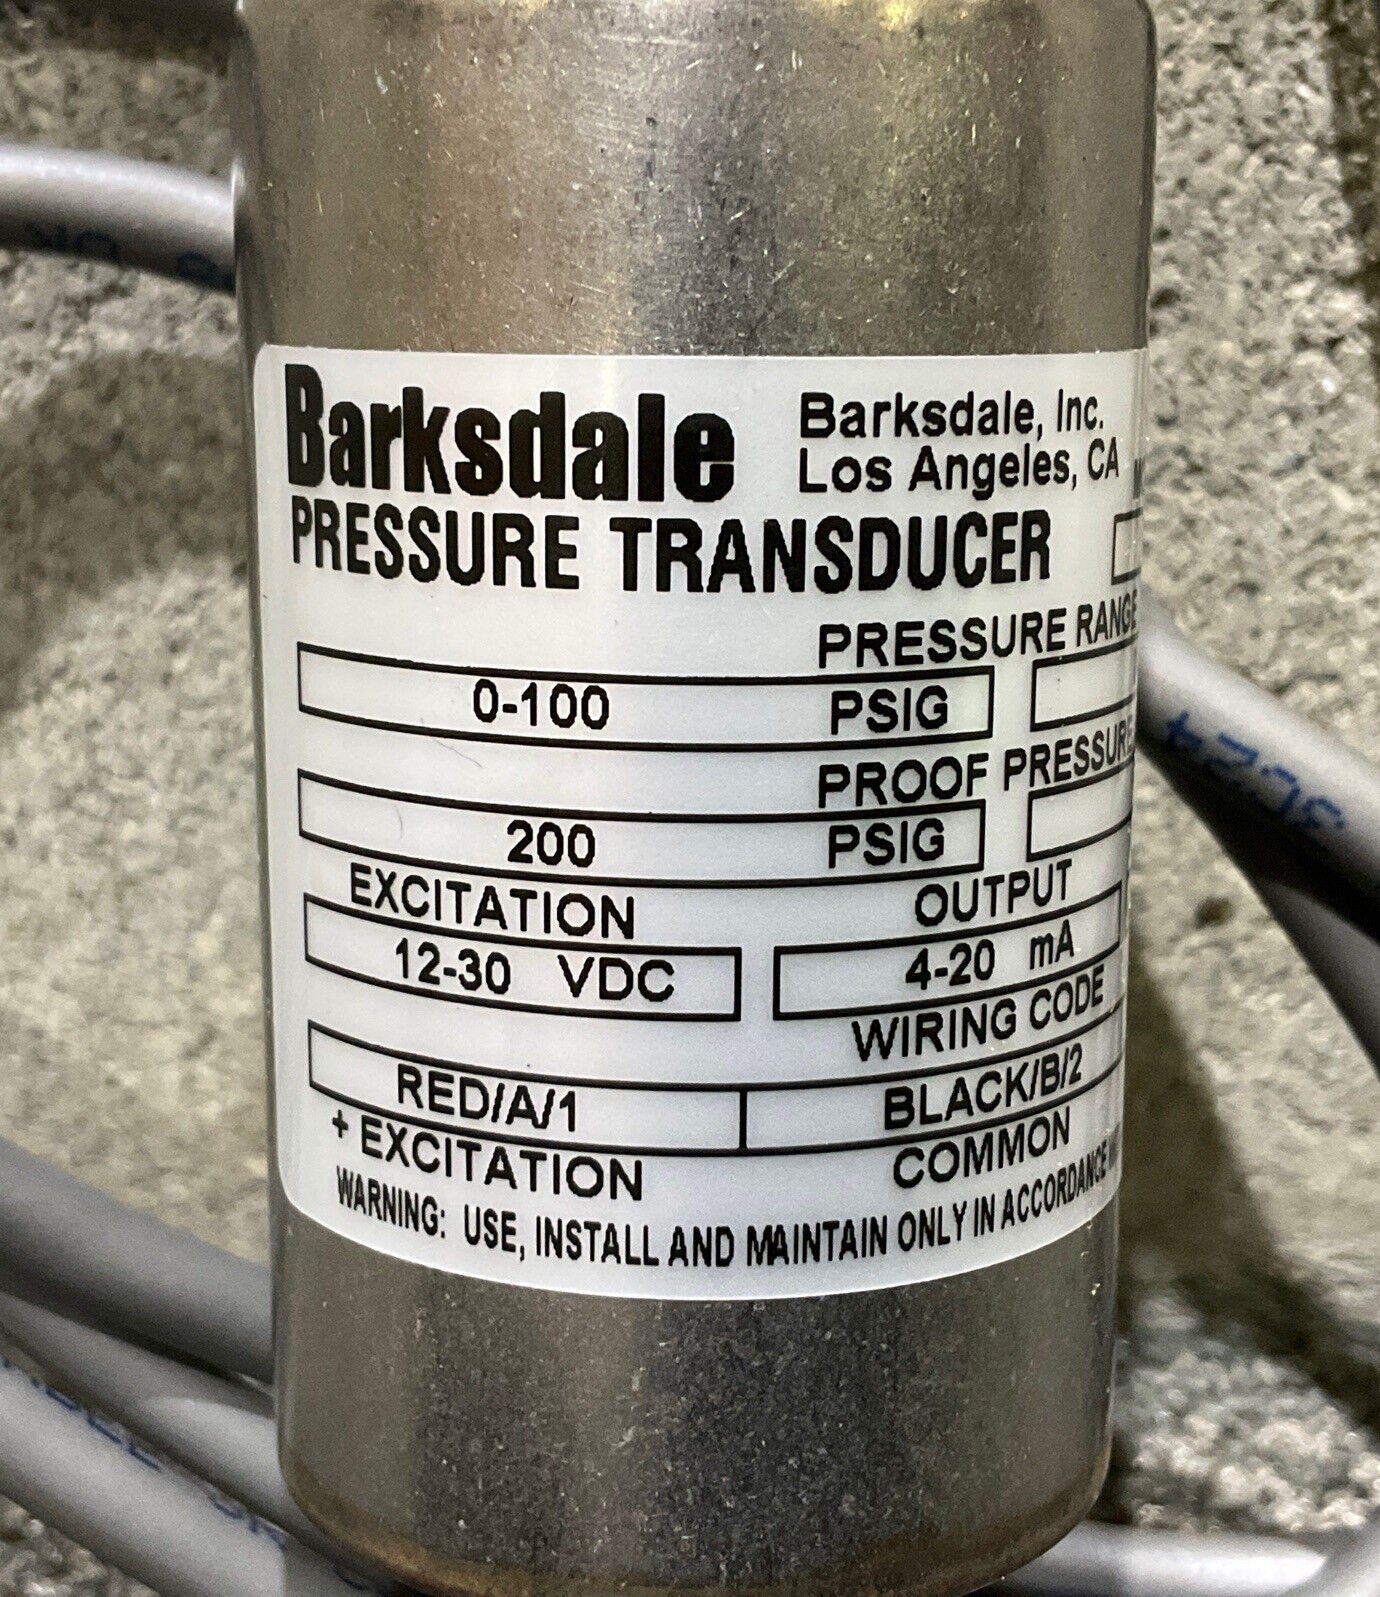 Barksdale
Barksdale, Inc.
Los Angeles, CA
PRESSURE TRANSDUCER
PRESSURE RANGE
0-100 PSIG
PROOF PRESSURE
200 PSIG
EXCITATION OUTPUT
12-30 VDC 4-20 mA
WIRING CODE
RED/A/1 BLACK/B/2
+ EXCITATION COMMON
WARNING: USE, INSTALL AND MAINTAIN ONLY IN ACCORDANCE